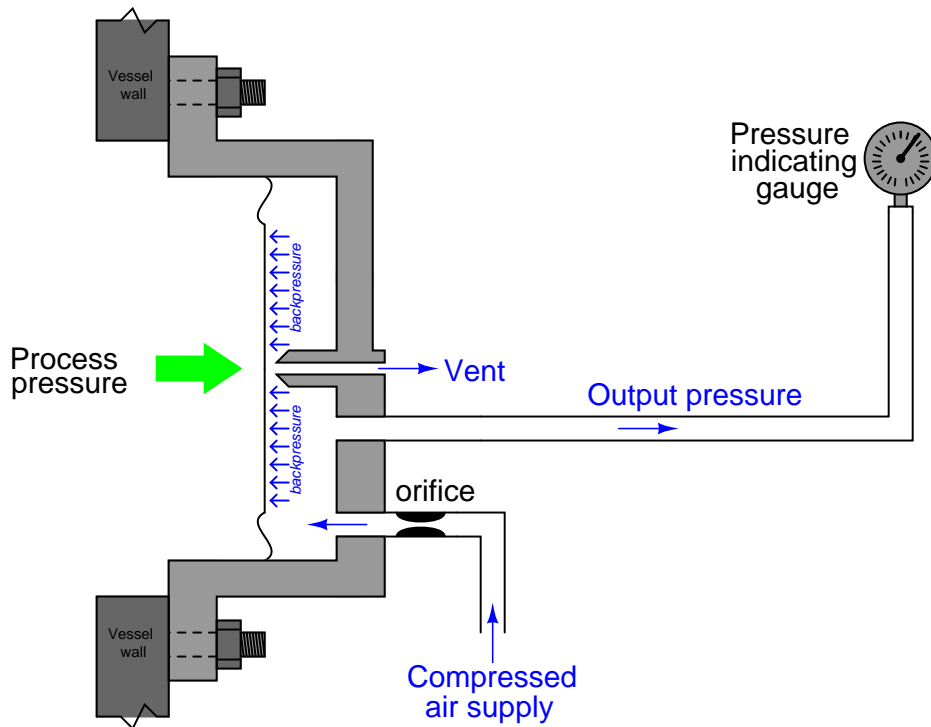 Vessel
wall
Pressure
indicating
gauge
backpressure
Process
pressure
Vent
Output pressure
backpressure
orifice
Vessel
wall
Compressed
air supply